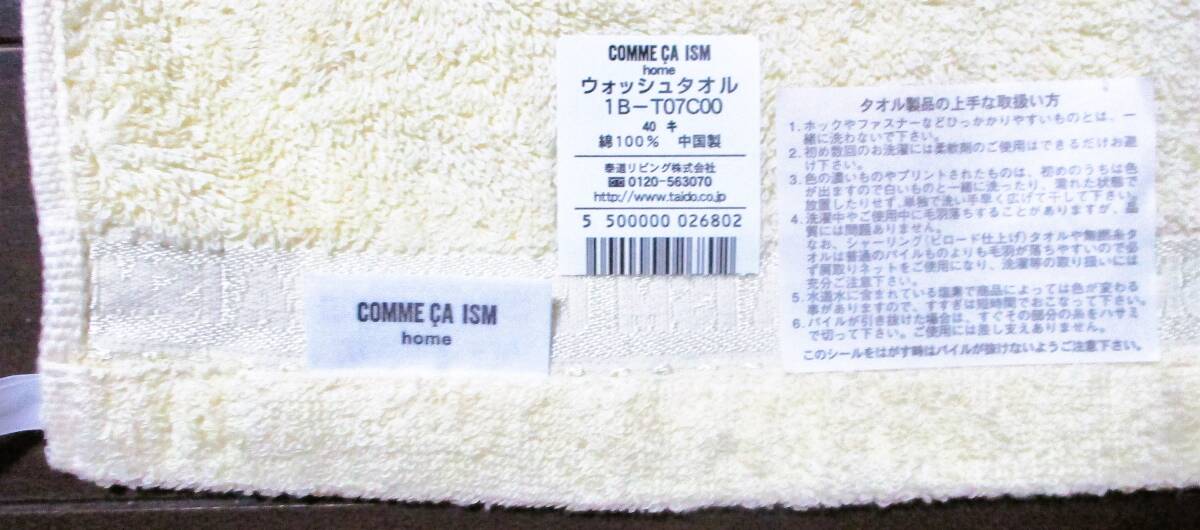 COMME ÇA ISM
home
ウォッシュタオル
1B-T07C00
40 キ
綿100% 中国製
泰道リビング株式会社
0120-563070
http://www.taido.co.jp
5 500000 026802
COMME ÇA ISM
home
タオル製品の上手な取扱い方
1. ホックやファスナーなどひっかかりやすいものとは、一
緒に洗わないで下さい。
2. 初め数回のお洗濯には柔軟剤のご使用はできるだけお避
け下さい。
3. 色の濃いものやプリントされたものは、初めのうちは色
が出ますので白いものと一緒に洗ったり、濡れた状態で
放置したりせず、単独で洗い手早く広げて干して下さい。
4. 洗濯中やご使用中に毛羽落ちすることがありますが、品
質には問題ありません。
なお、シャーリング(ビロード仕上げ)タオルや無撚糸タ
オルは普通のパイルものよりも毛羽が落ちやすいので必
ず屑取りネットをご使用になり、洗濯等の取り扱いには
充分ご注意下さい。
5. 水道水に含まれている塩素で商品によっては色が変わる
事がありますので、すすぎは短時間でおこなって下さい。
6. パイルが引き抜けた場合は、すぐその部分の糸をハサミ
で切って下さい。ご使用には差し支えありません。
このシールをはがす時はパイルが抜けないようご注意下さい。